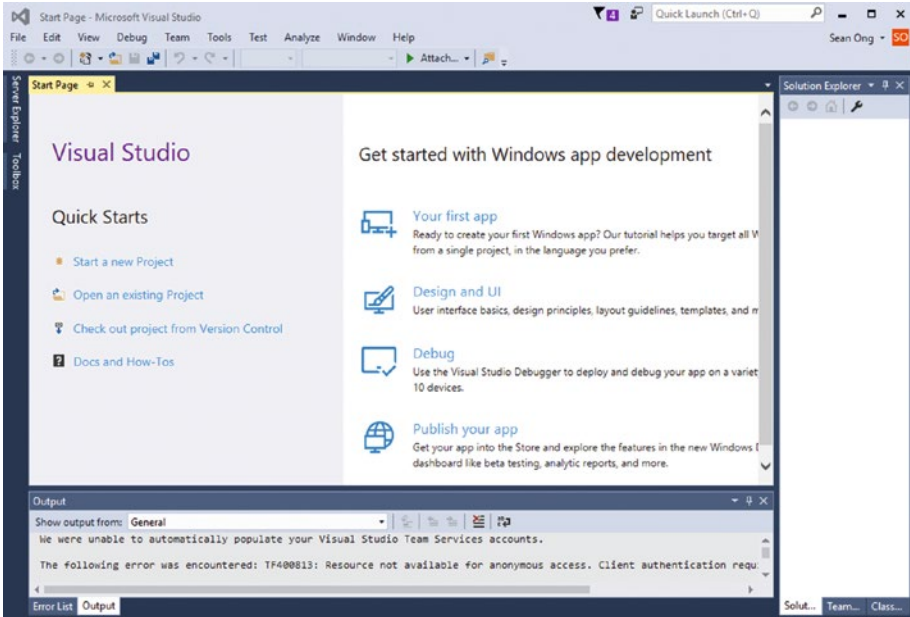 Start Page - Microsoft Visual Studio
4
Quick Launch (Ctrl+Q)
File Edit View Debug Team Tools Test Analyze Window Help
Sean Ong
SO
Attach...
Server Explorer
Toolbox
Start Page
Solution Explorer
Visual Studio
Quick Starts
Start a new Project
Open an existing Project
Check out project from Version Control
Docs and How-Tos
Get started with Windows app development
Your first app
Ready to create your first Windows app? Our tutorial helps you target all W
from a single project, in the language you prefer.
Design and UI
User interface basics, design principles, layout guidelines, templates, and m
Debug
Use the Visual Studio Debugger to deploy and debug your app on a variet
10 devices.
Publish your app
Get your app into the Store and explore the features in the new Windows D
dashboard like beta testing, analytic reports, and more.
Output
Show output from: General
We were unable to automatically populate your Visual Studio Team Services accounts.
The following error was encountered: TF400813: Resource not available for anonymous access. Client authentication requ
Error List Output
Solut... Team... Class...